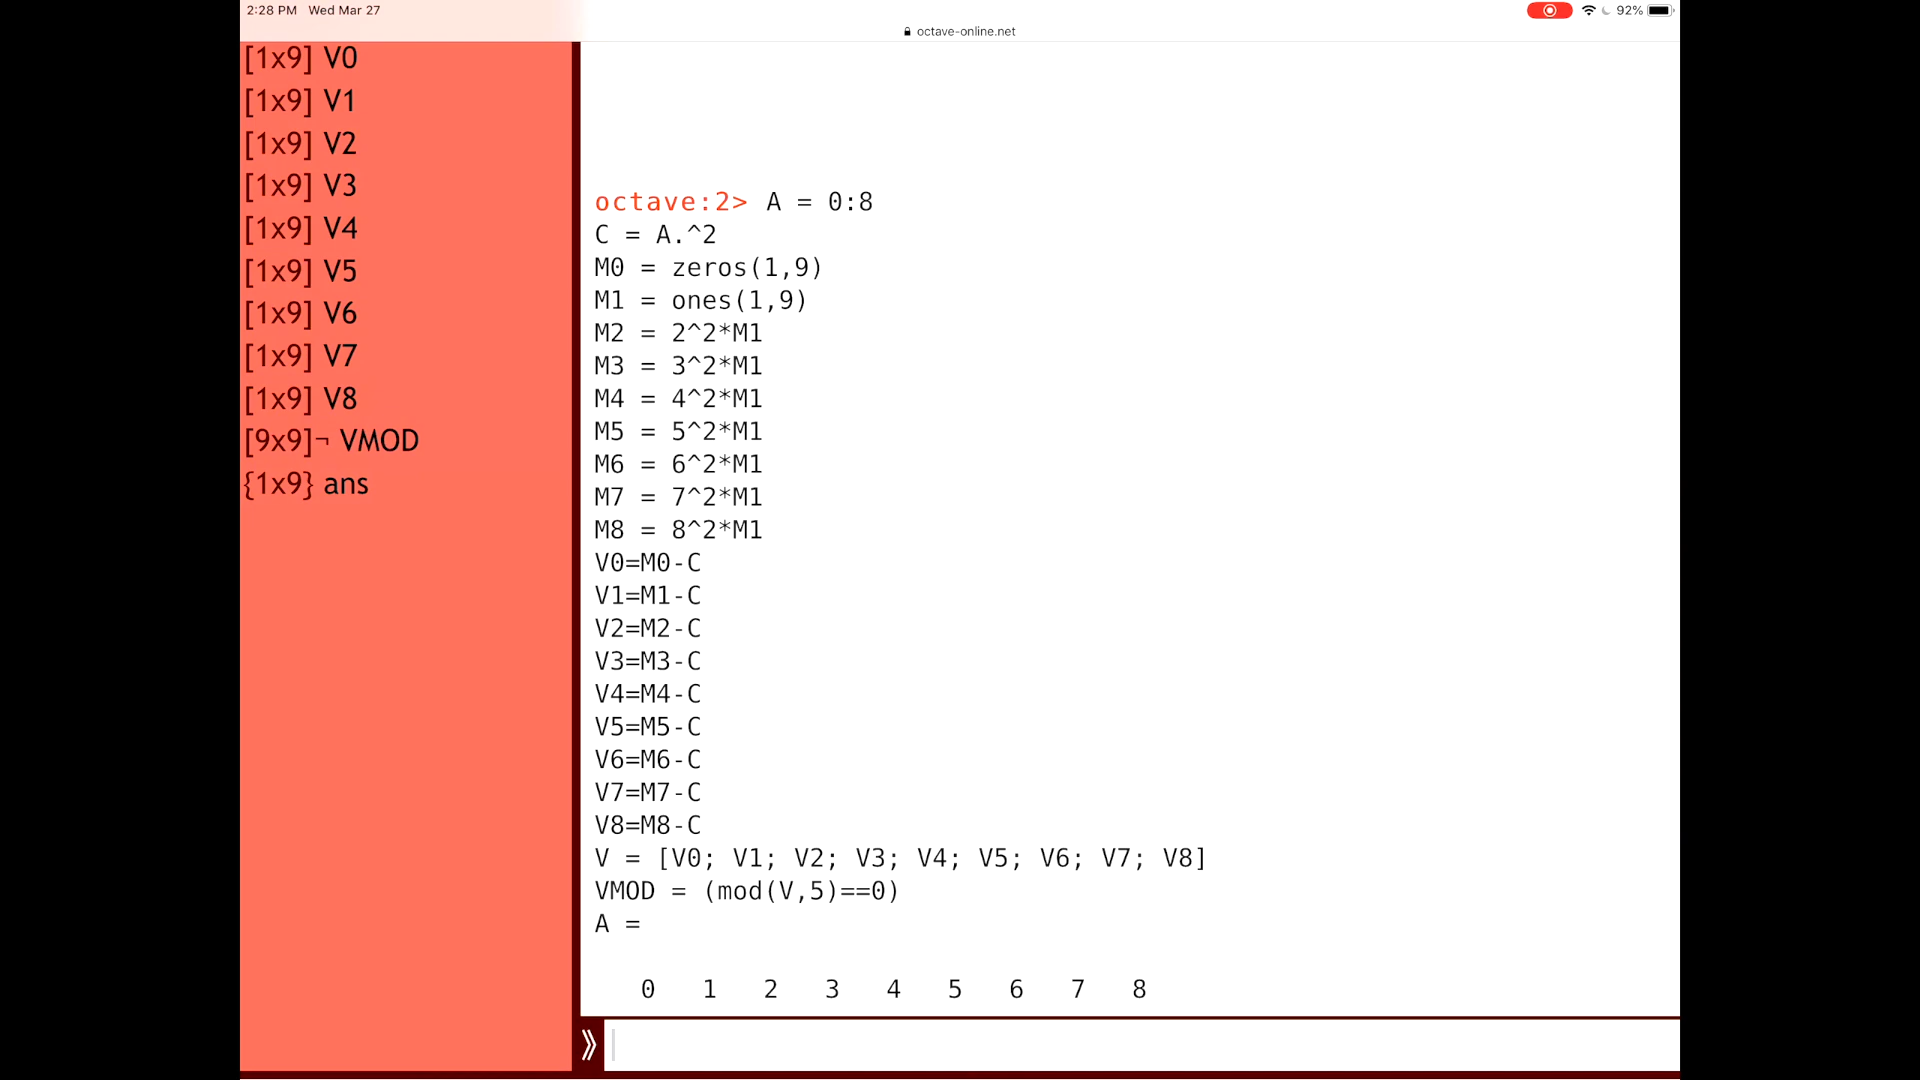 2:28 PM Wed Mar 27
92%
octave-online.net
[1x9] V0
[1x9] V1
[1x9] V2
[1x9] V3
[1x9] V4
[1x9] V5
[1x9] V6
[1x9] V7
[1x9] V8
[9x9]¬ VMOD
{1x9} ans
octave:2> A = 0:8
C = A.^2
M0 = zeros(1,9)
M1 = ones(1,9)
M2 = 2^2*M1
M3 = 3^2*M1
M4 = 4^2*M1
M5 = 5^2*M1
M6 = 6^2*M1
M7 = 7^2*M1
M8 = 8^2*M1
V0=M0-C
V1=M1-C
V2=M2-C
V3=M3-C
V4=M4-C
V5=M5-C
V6=M6-C
V7=M7-C
V8=M8-C
V = [V0; V1; V2; V3; V4; V5; V6; V7; V8]
VMOD = (mod(V,5)==0)
A =
0 1 2 3 4 5 6 7 8